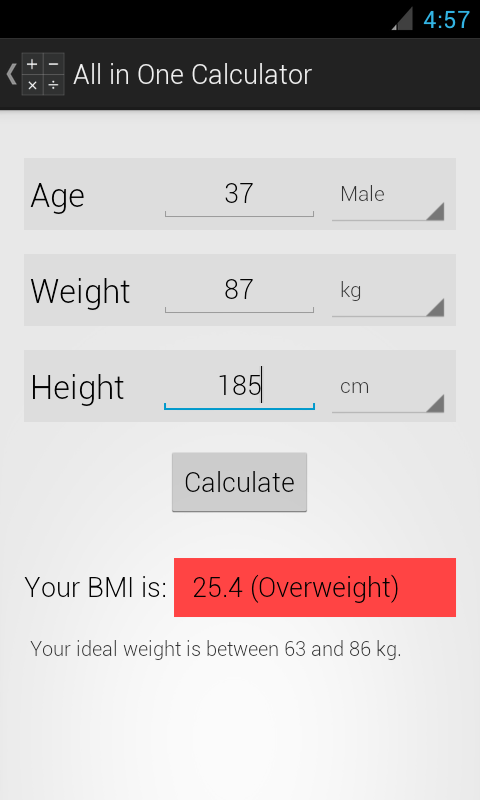 4:57
All in One Calculator
Age 37 Male
Weight 87 kg
Height 185 cm
Calculate
Your BMI is: 25.4 (Overweight)
Your ideal weight is between 63 and 86 kg.